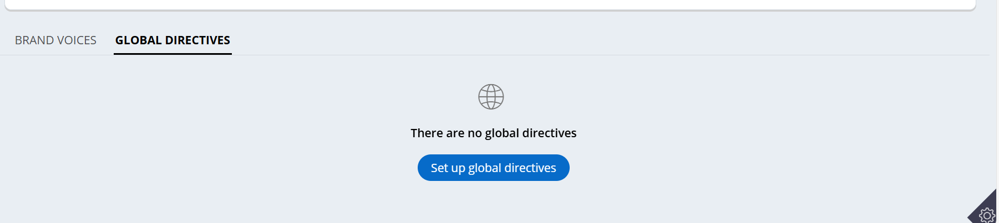 BRAND VOICES GLOBAL DIRECTIVES
There are no global directives
Set up global directives